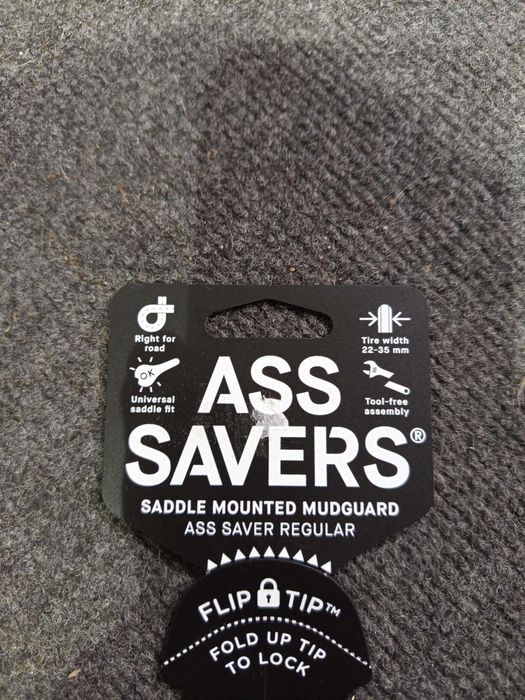 Right for
road
Tire width
22-35 mm
OK
Universal
saddle fit
Tool-free
assembly
ASS
SAVERS®
SADDLE MOUNTED MUDGUARD
ASS SAVER REGULAR
FLIP TIP™
FOLD UP TIP
TO LOCK